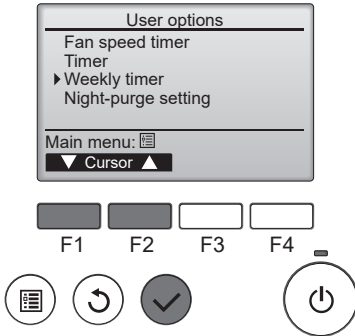 User options
Fan speed timer
Timer
Weekly timer
Night-purge setting
Main menu:
Cursor
F1 F2 F3 F4